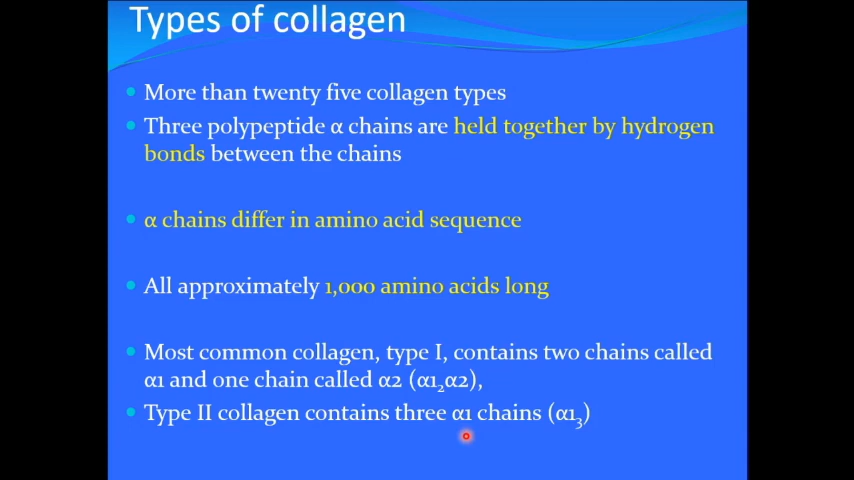 Types of collagen
More than twenty five collagen types
Three polypeptide α chains are held together by hydrogen
bonds between the chains
α chains differ in amino acid sequence
All approximately 1,000 amino acids long
Most common collagen, type I, contains two chains called
α1 and one chain called α2 (α1₂α2),
Type II collagen contains three α1 chains (α1₃)